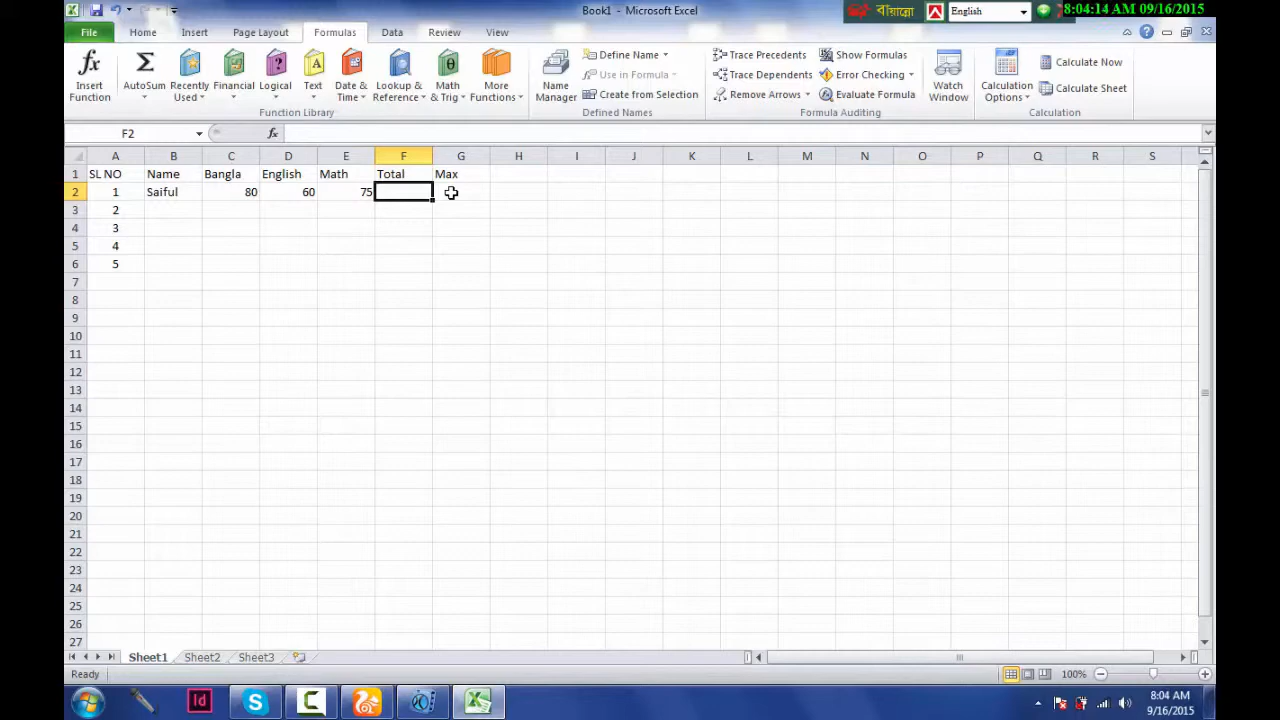 Book1 - Microsoft Excel
বায়ান্নো
English
8:04:14 AM 09/16/2015
File Home Insert Page Layout Formulas Data Review View
Insert Function
AutoSum
Recently Used
Financial
Logical
Text
Date & Time
Lookup & Reference
Math & Trig
More Functions
Function Library
Name Manager
Define Name
Use in Formula
Create from Selection
Defined Names
Trace Precedents
Trace Dependents
Remove Arrows
Show Formulas
Error Checking
Evaluate Formula
Formula Auditing
Watch Window
Calculation Options
Calculate Now
Calculate Sheet
Calculation
F2
fx
A B C D E F G H I J K L M N O P Q R S
1 SL NO Name Bangla English Math Total Max
2 1 Saiful 80 60 75
3 2
4 3
5 4
6 5
7
8
9
10
11
12
13
14
15
16
17
18
19
20
21
22
23
24
25
26
27
Sheet1 Sheet2 Sheet3
Ready
100%
Id
8:04 AM
9/16/2015